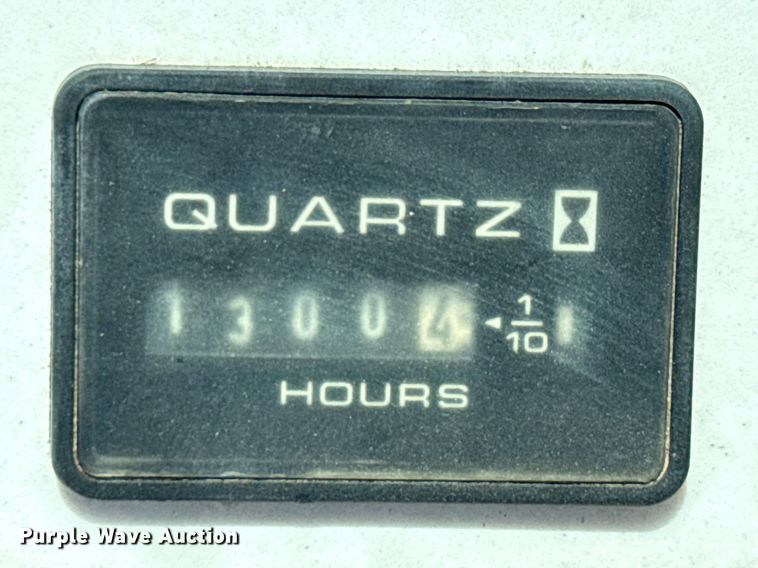 QUARTZ
1 3 0 0 4 ◄ 1/10
HOURS
Purple Wave Auction